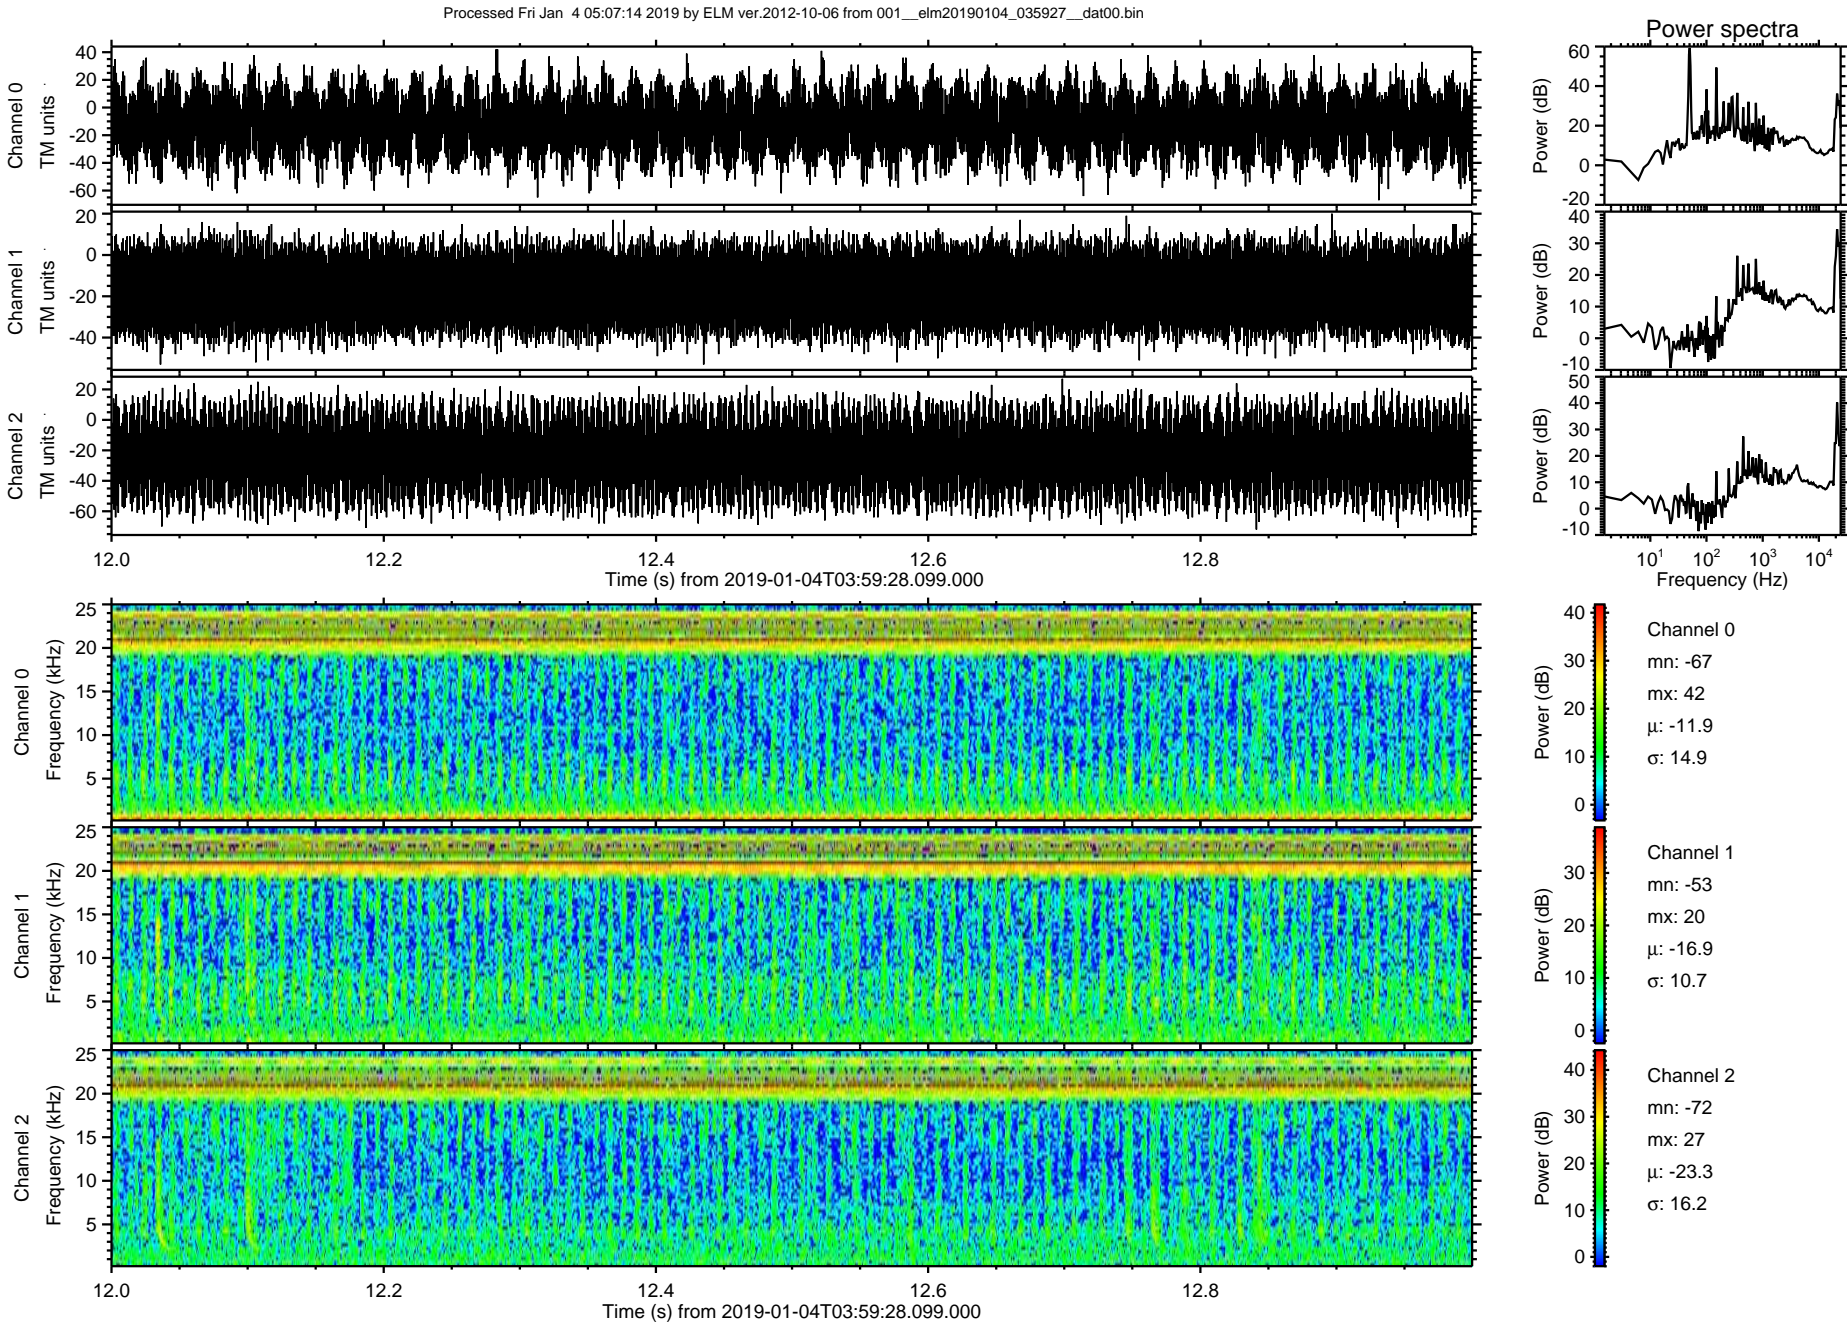 Processed Fri Jan  4 05:07:14 2019 by ELM ver.2012-10-06 from 001__elm20190104_035927__dat00.bin
Power spectra
Channel 0
TM units
40
20
0
-20
-40
-60
Power (dB)
60
40
20
0
-20
Channel 1
TM units
20
0
-20
-40
Power (dB)
40
30
20
10
0
-10
Channel 2
TM units
20
0
-20
-40
-60
Power (dB)
50
40
30
20
10
0
-10
12.0 12.2 12.4 12.6 12.8
Time (s) from 2019-01-04T03:59:28.099.000
10¹ 10² 10³ 10⁴
Frequency (Hz)
Channel 0
Frequency (kHz)
25
20
15
10
5
Power (dB)
40
30
20
10
0
Channel 0
mn: -67
mx: 42
μ: -11.9
σ: 14.9
Channel 1
Frequency (kHz)
25
20
15
10
5
Power (dB)
30
20
10
0
Channel 1
mn: -53
mx: 20
μ: -16.9
σ: 10.7
Channel 2
Frequency (kHz)
25
20
15
10
5
Power (dB)
40
30
20
10
0
Channel 2
mn: -72
mx: 27
μ: -23.3
σ: 16.2
12.0 12.2 12.4 12.6 12.8
Time (s) from 2019-01-04T03:59:28.099.000